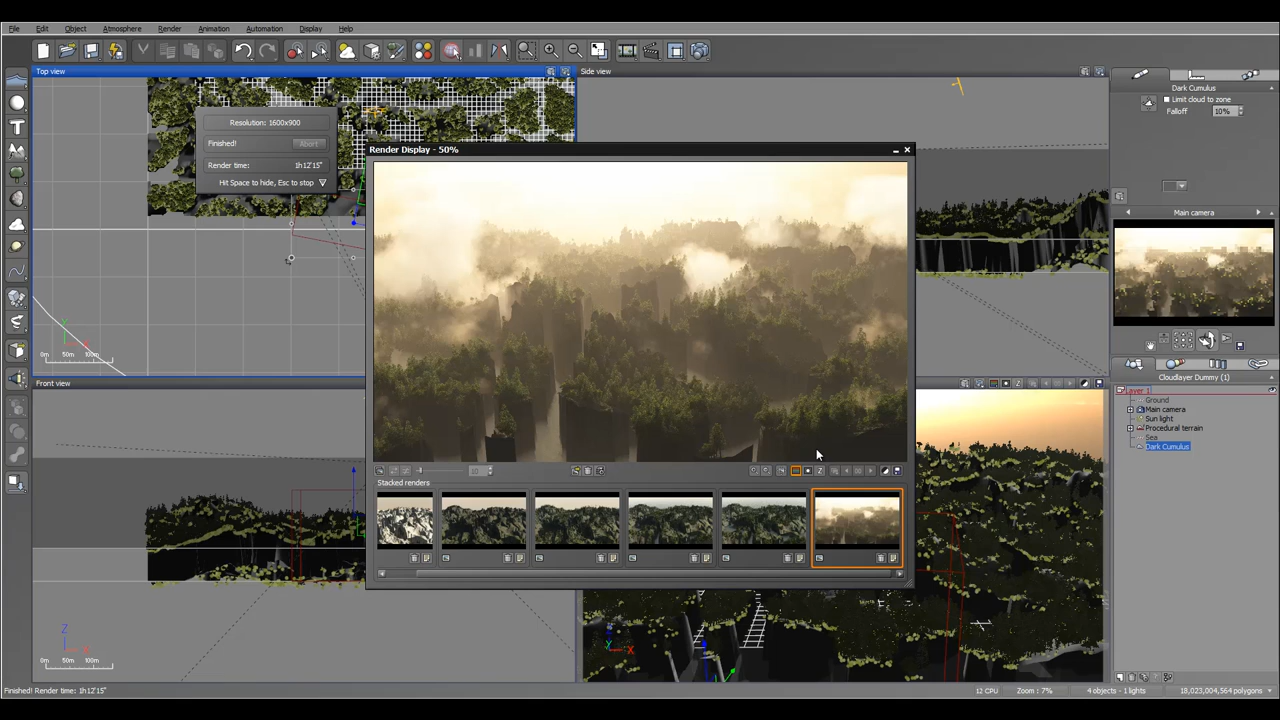 File Edit Object Atmosphere Render Animation Automation Display Help
Top view
Side view
Dark Cumulus
Limit cloud to zone
Falloff 10%
Resolution: 1600x900
Finished! Abort
Render time: 1h12'15"
Hit Space to hide, Esc to stop
Render Display - 50%
Main camera
0m 50m 100m
Front view
Cloudlayer Dummy (1)
Layer 1
Ground
Main camera
Sun light
Procedural terrain
Sea
Dark Cumulus
Stacked renders
Z
X
0m 50m 100m
Finished! Render time: 1h12'15"
12 CPU
Zoom : 7%
4 objects - 1 lights
18,023,004,564 polygons